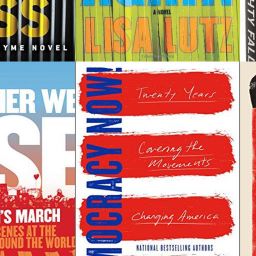 SS
YME NOVEL
A NOVEL
LISA LUTZ
HER WE
SE
'S MARCH
CENES AT THE
OUND THE WORLD
MOCRACY NOW!
Twenty Years
Covering the
Movements
Changing America
NATIONAL BESTSELLING AUTHORS